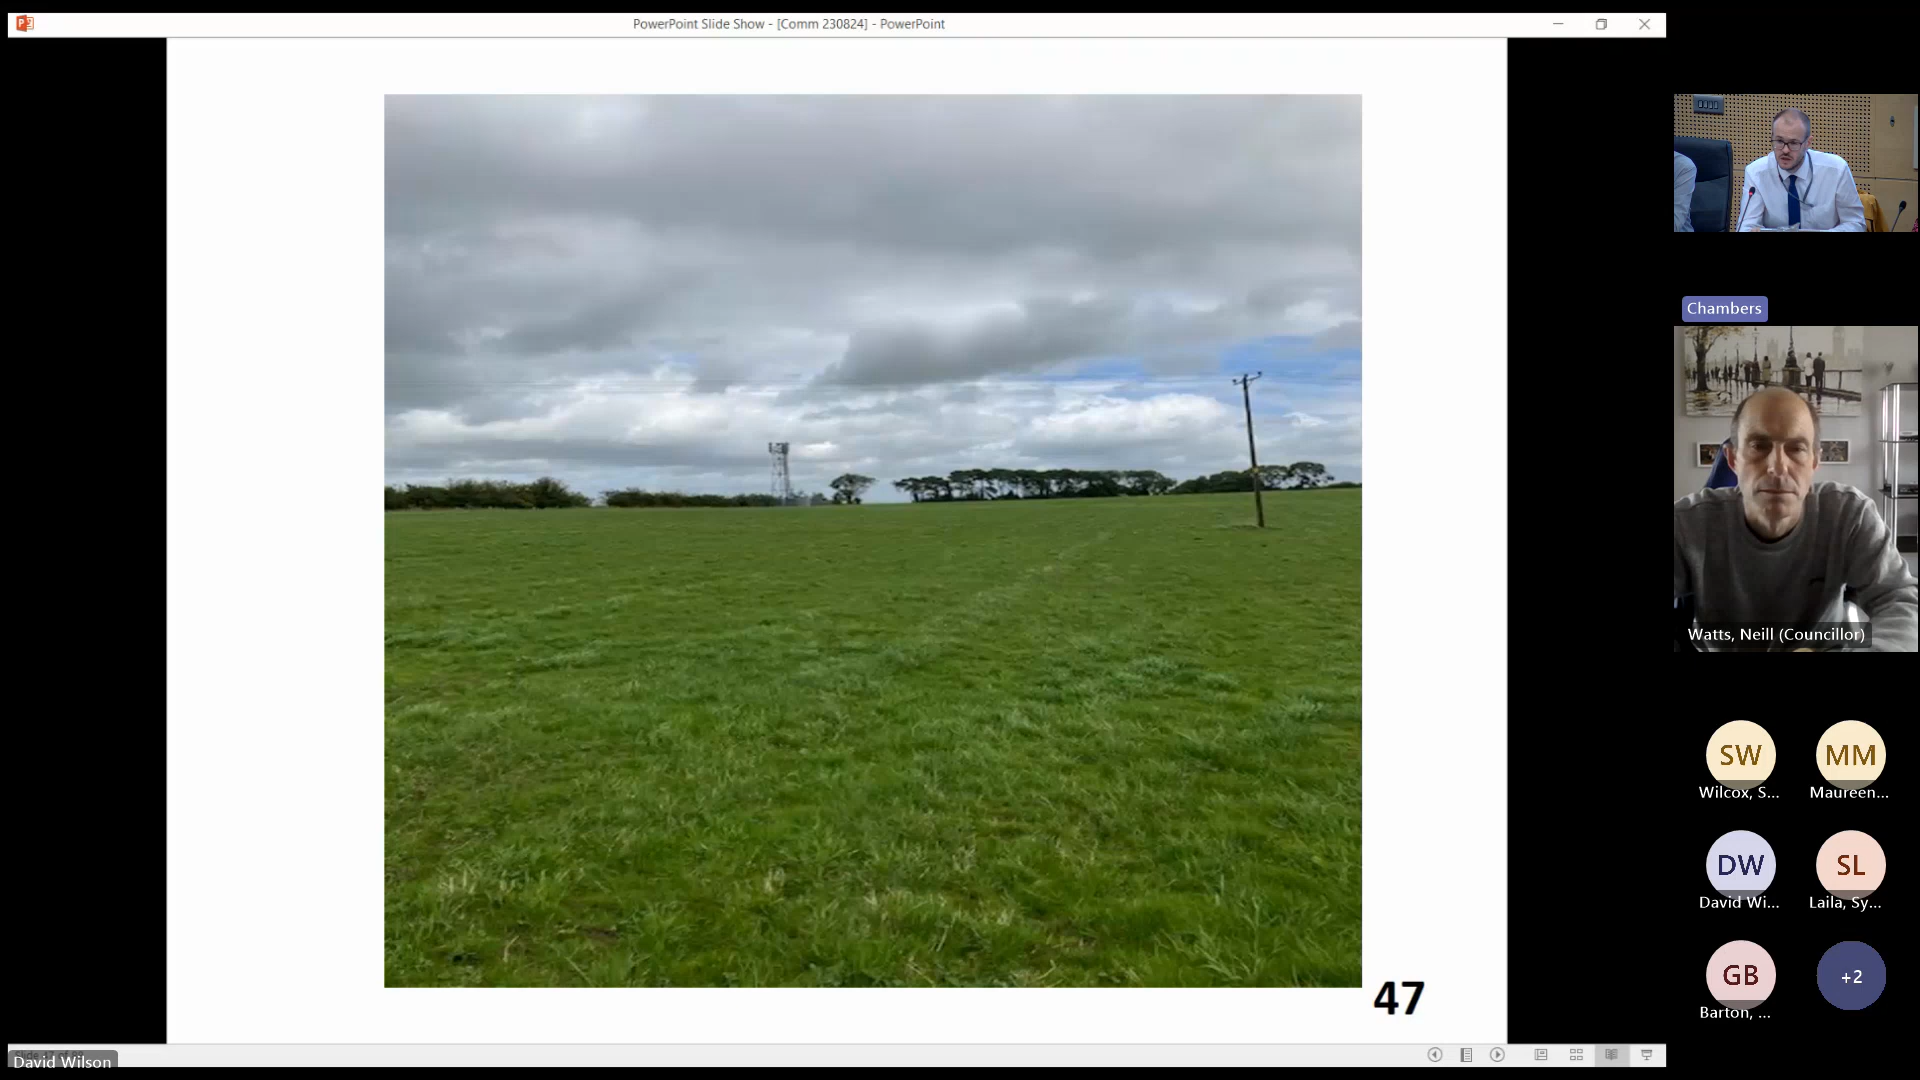 PowerPoint Slide Show - [Comm 230824] - PowerPoint
Chambers
Watts, Neill (Councillor)
SW
MM
Wilcox, S...
Maureen...
DW
SL
David Wi...
Laila, Sy...
GB
+2
Barton, ...
47
David Wilson